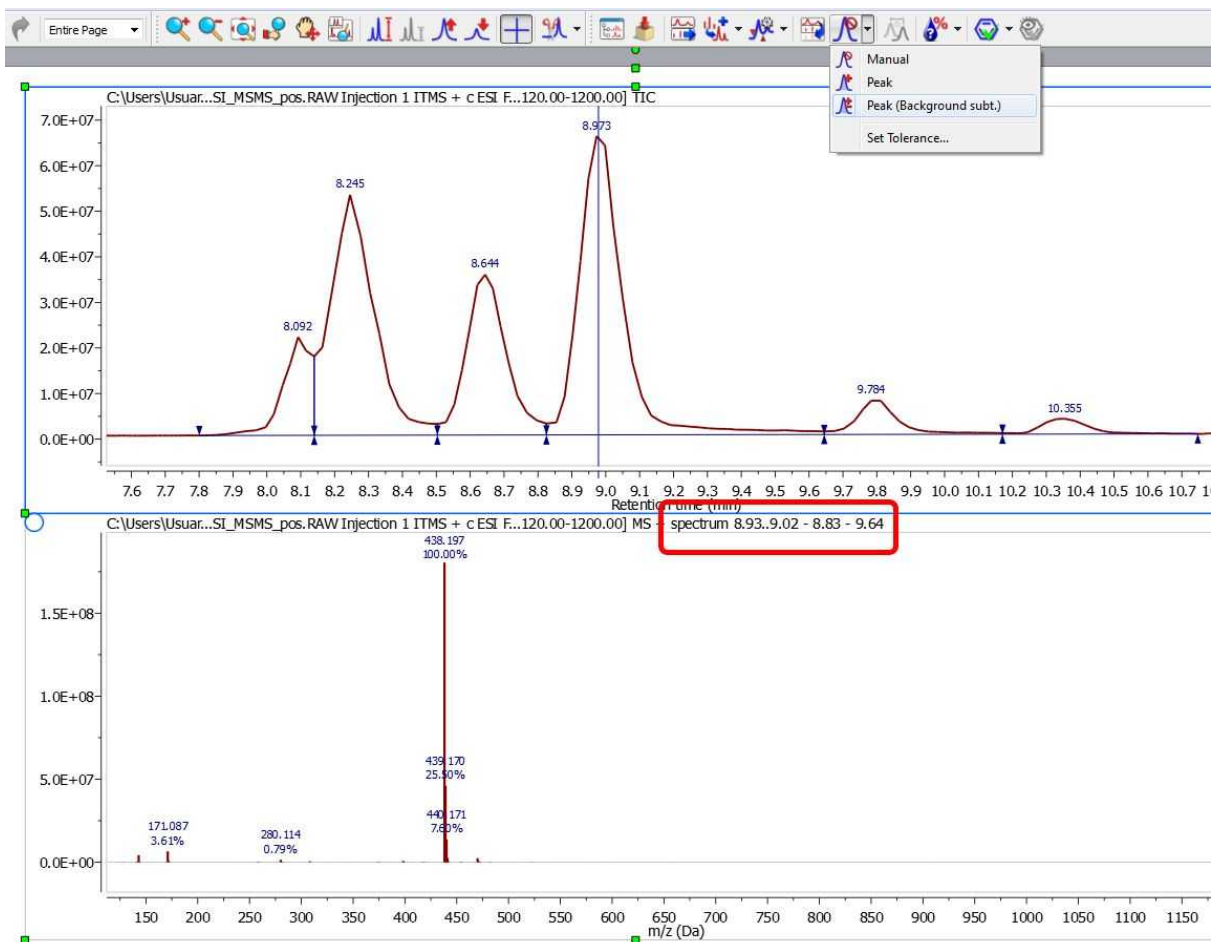 Entire Page
Manual
Peak
Peak (Background subt.)
Set Tolerance...
C:\Users\Usuar...SI_MSMS_pos.RAW Injection 1 ITMS + c ESI F...120.00-1200.00] TIC
7.0E+07
6.0E+07
5.0E+07
4.0E+07
3.0E+07
2.0E+07
1.0E+07
0.0E+00
8.092
8.245
8.644
8.973
9.784
10.355
7.6 7.7 7.8 7.9 8.0 8.1 8.2 8.3 8.4 8.5 8.6 8.7 8.8 8.9 9.0 9.1 9.2 9.3 9.4 9.5 9.6 9.7 9.8 9.9 10.0 10.1 10.2 10.3 10.4 10.5 10.6 10.7
Retention time (min)
C:\Users\Usuar...SI_MSMS_pos.RAW Injection 1 ITMS + c ESI F...120.00-1200.00] MS + spectrum 8.93..9.02 - 8.83 - 9.64
438.197
100.00%
1.5E+08
1.0E+08
5.0E+07
0.0E+00
439.170
25.50%
440.171
7.60%
171.087
3.61%
280.114
0.79%
150 200 250 300 350 400 450 500 550 600 650 700 750 800 850 900 950 1000 1050 1100 1150
m/z (Da)